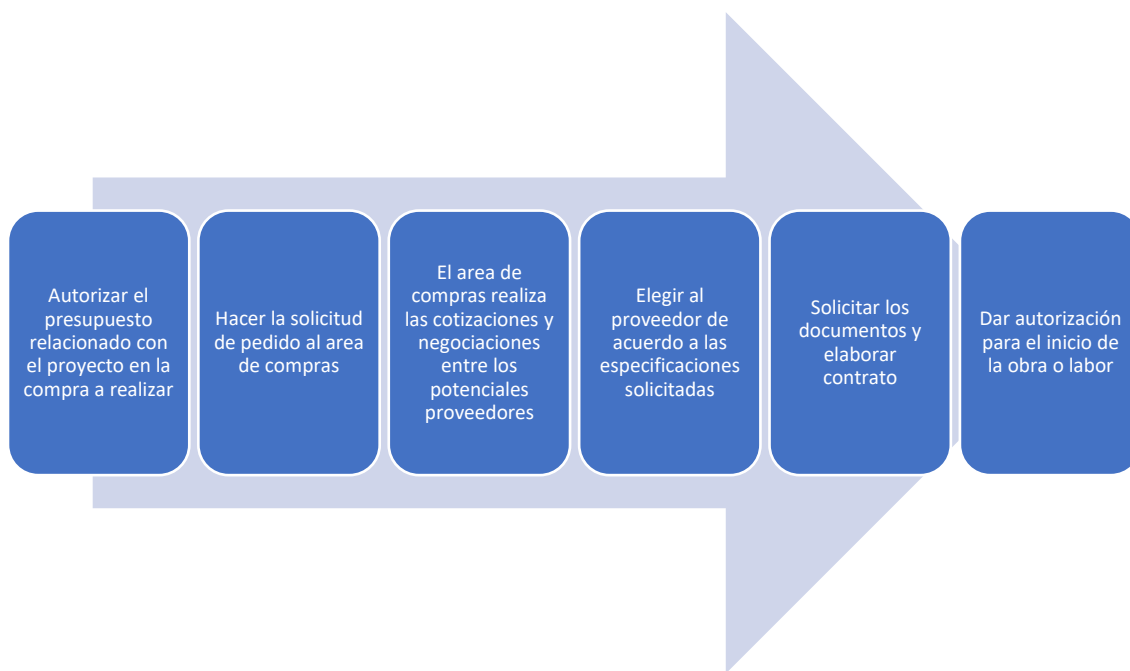 Autorizar el
presupuesto
relacionado con
el proyecto en la
compra a realizar
Hacer la solicitud
de pedido al area
de compras
El area de
compras realiza
las cotizaciones y
negociaciones
entre los
potenciales
proveedores
Elegir al
proveedor de
acuerdo a las
especificaciones
solicitadas
Solicitar los
documentos y
elaborar
contrato
Dar autorización
para el inicio de
la obra o labor